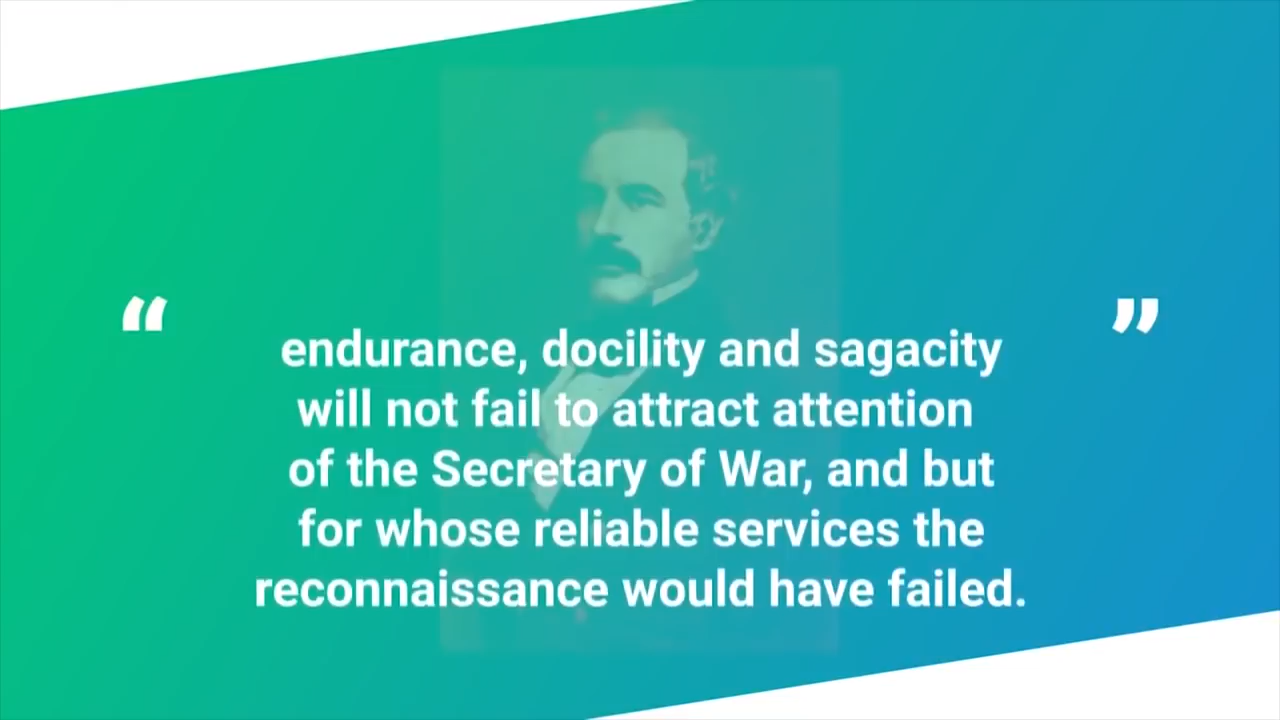 “ ”
endurance, docility and sagacity
will not fail to attract attention
of the Secretary of War, and but
for whose reliable services the
reconnaissance would have failed.